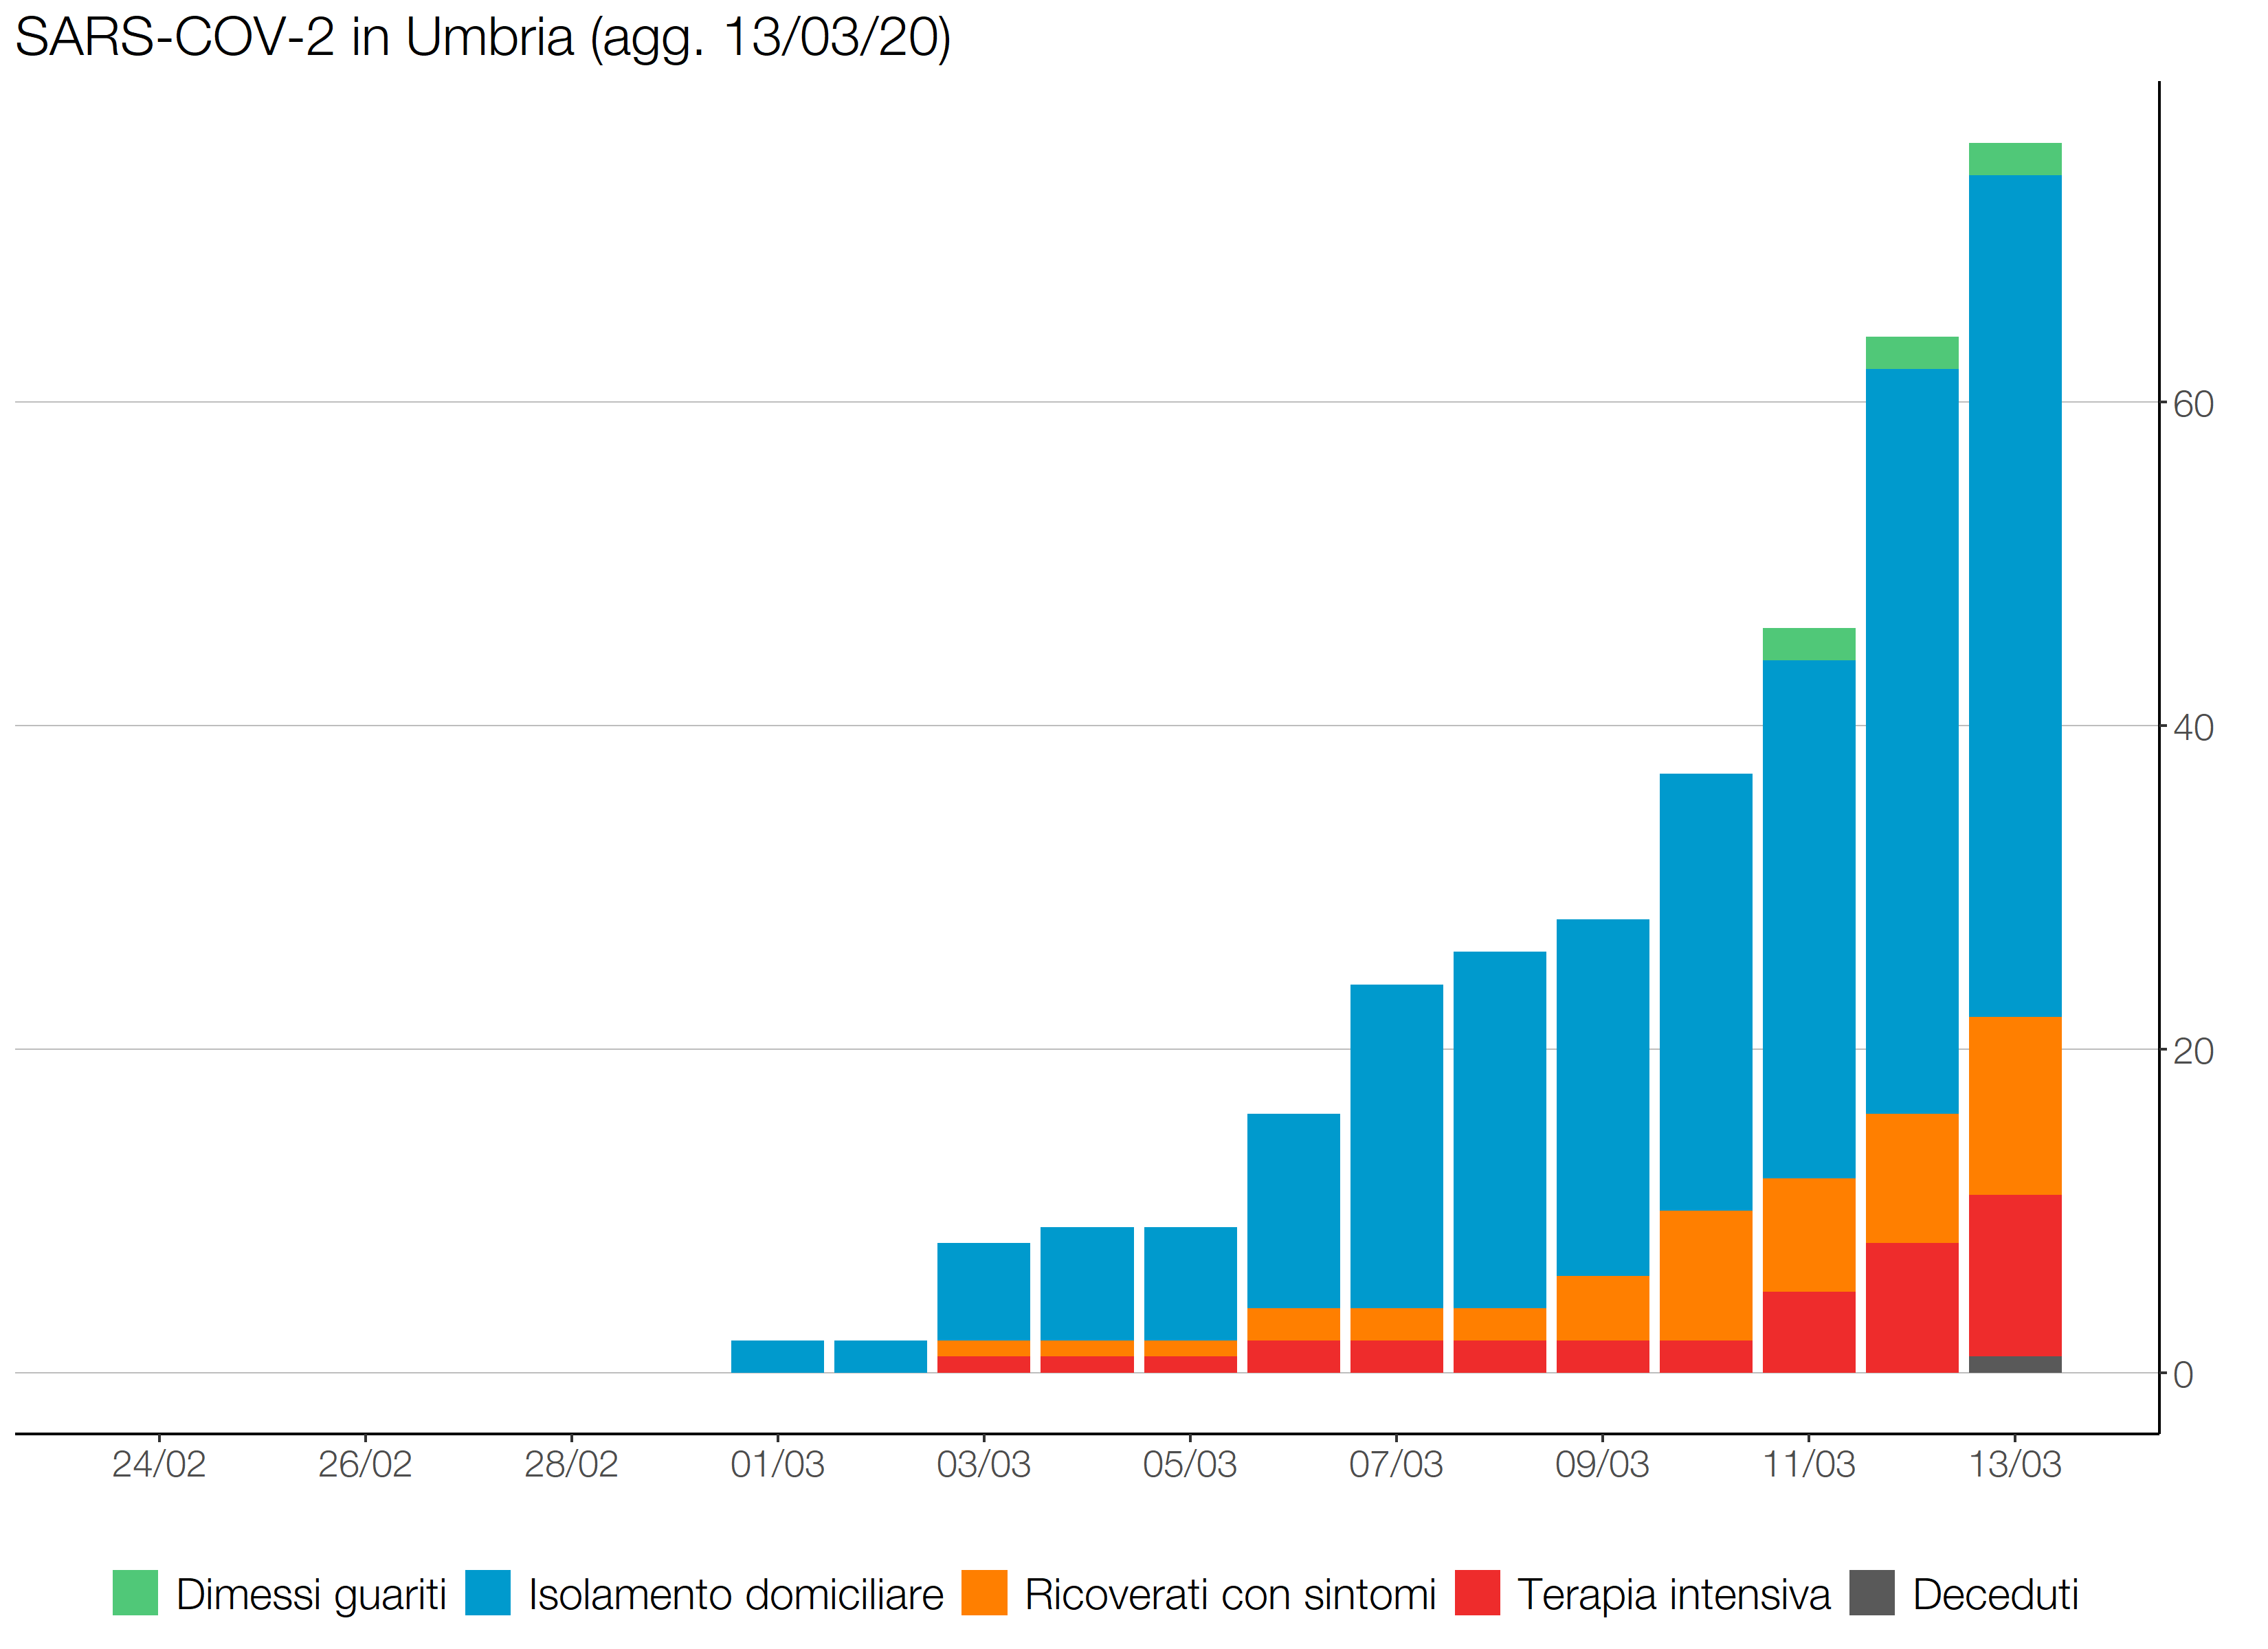 SARS-COV-2 in Umbria (agg. 13/03/20)
60
40
20
0
24/02 26/02 28/02 01/03 03/03 05/03 07/03 09/03 11/03 13/03
Dimessi guariti Isolamento domiciliare Ricoverati con sintomi Terapia intensiva Deceduti